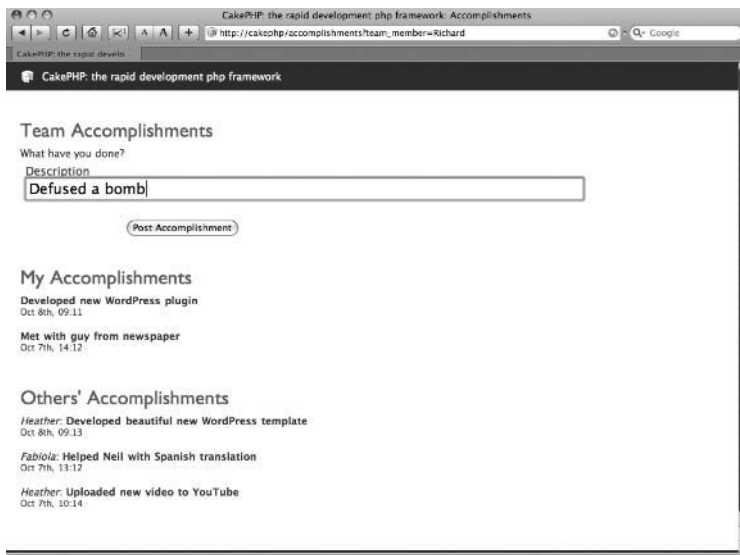 CakePHP: the rapid development php framework: Accomplishments
A A + http://cakephp/accomplishments?team_member=Richard Q- Google
CakePHP: the rapid develo...
CakePHP: the rapid development php framework
Team Accomplishments
What have you done?
Description
Defused a bomb
Post Accomplishment
My Accomplishments
Developed new WordPress plugin
Oct 8th, 09:11
Met with guy from newspaper
Oct 7th, 14:12
Others' Accomplishments
Heather: Developed beautiful new WordPress template
Oct 8th, 09:13
Fabiola: Helped Neil with Spanish translation
Oct 7th, 13:12
Heather: Uploaded new video to YouTube
Oct 7th, 10:14